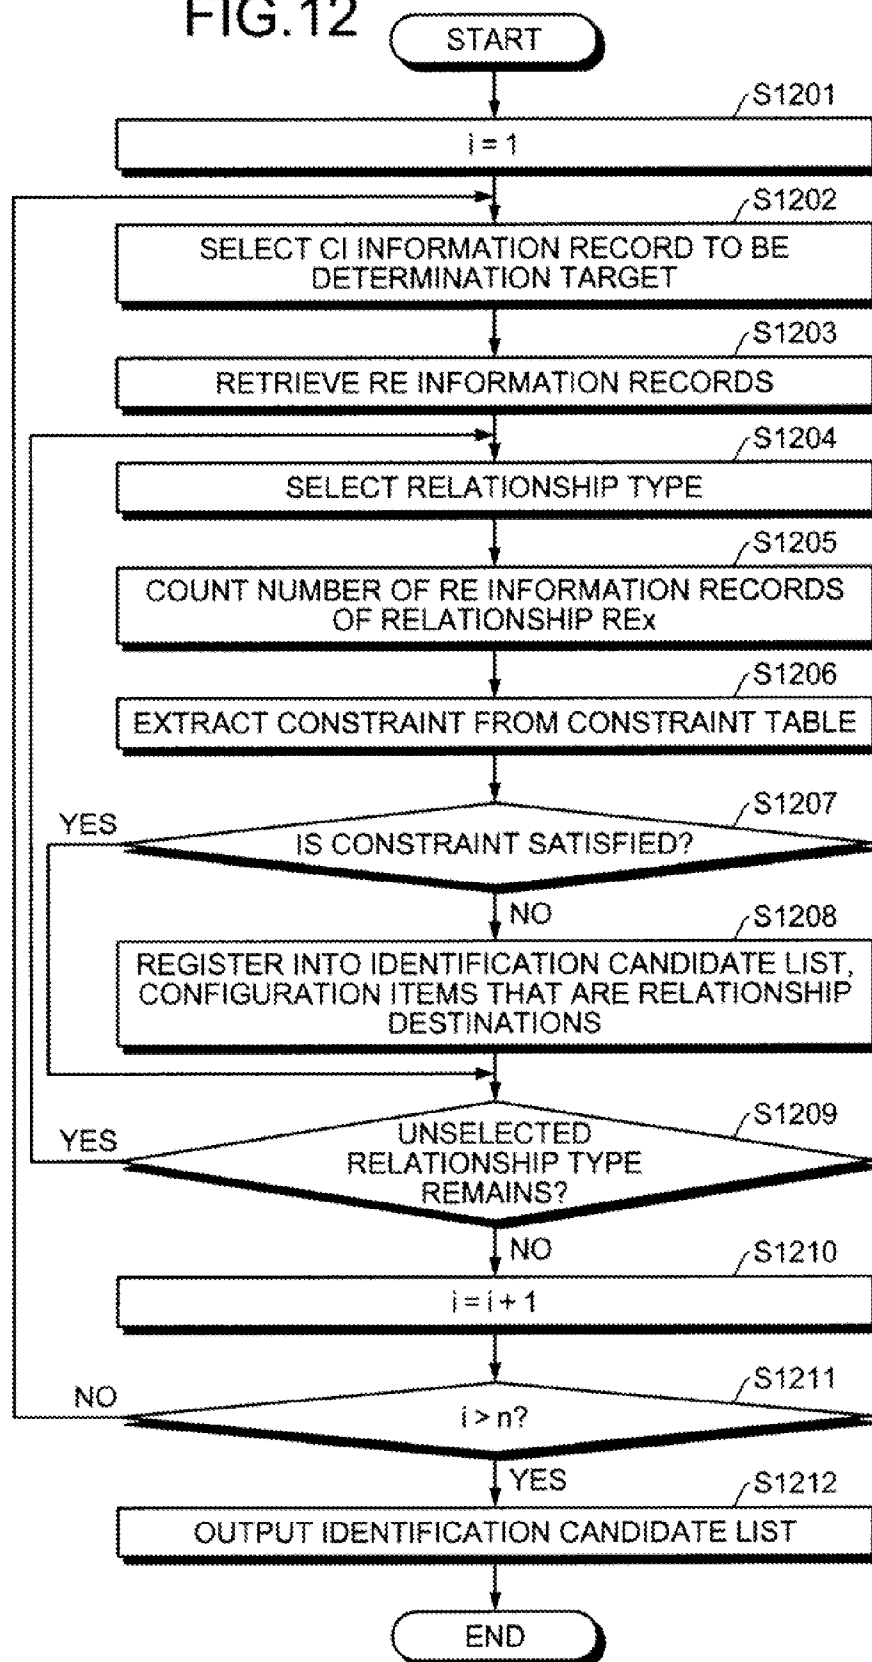 FIG.12
START
S1201
i = 1
S1202
SELECT CI INFORMATION RECORD TO BE
DETERMINATION TARGET
S1203
RETRIEVE RE INFORMATION RECORDS
S1204
SELECT RELATIONSHIP TYPE
S1205
COUNT NUMBER OF RE INFORMATION RECORDS
OF RELATIONSHIP REx
S1206
EXTRACT CONSTRAINT FROM CONSTRAINT TABLE
S1207
YES
IS CONSTRAINT SATISFIED?
NO
S1208
REGISTER INTO IDENTIFICATION CANDIDATE LIST,
CONFIGURATION ITEMS THAT ARE RELATIONSHIP
DESTINATIONS
S1209
YES
UNSELECTED
RELATIONSHIP TYPE
REMAINS?
NO
S1210
i = i + 1
S1211
NO
i > n?
YES
S1212
OUTPUT IDENTIFICATION CANDIDATE LIST
END